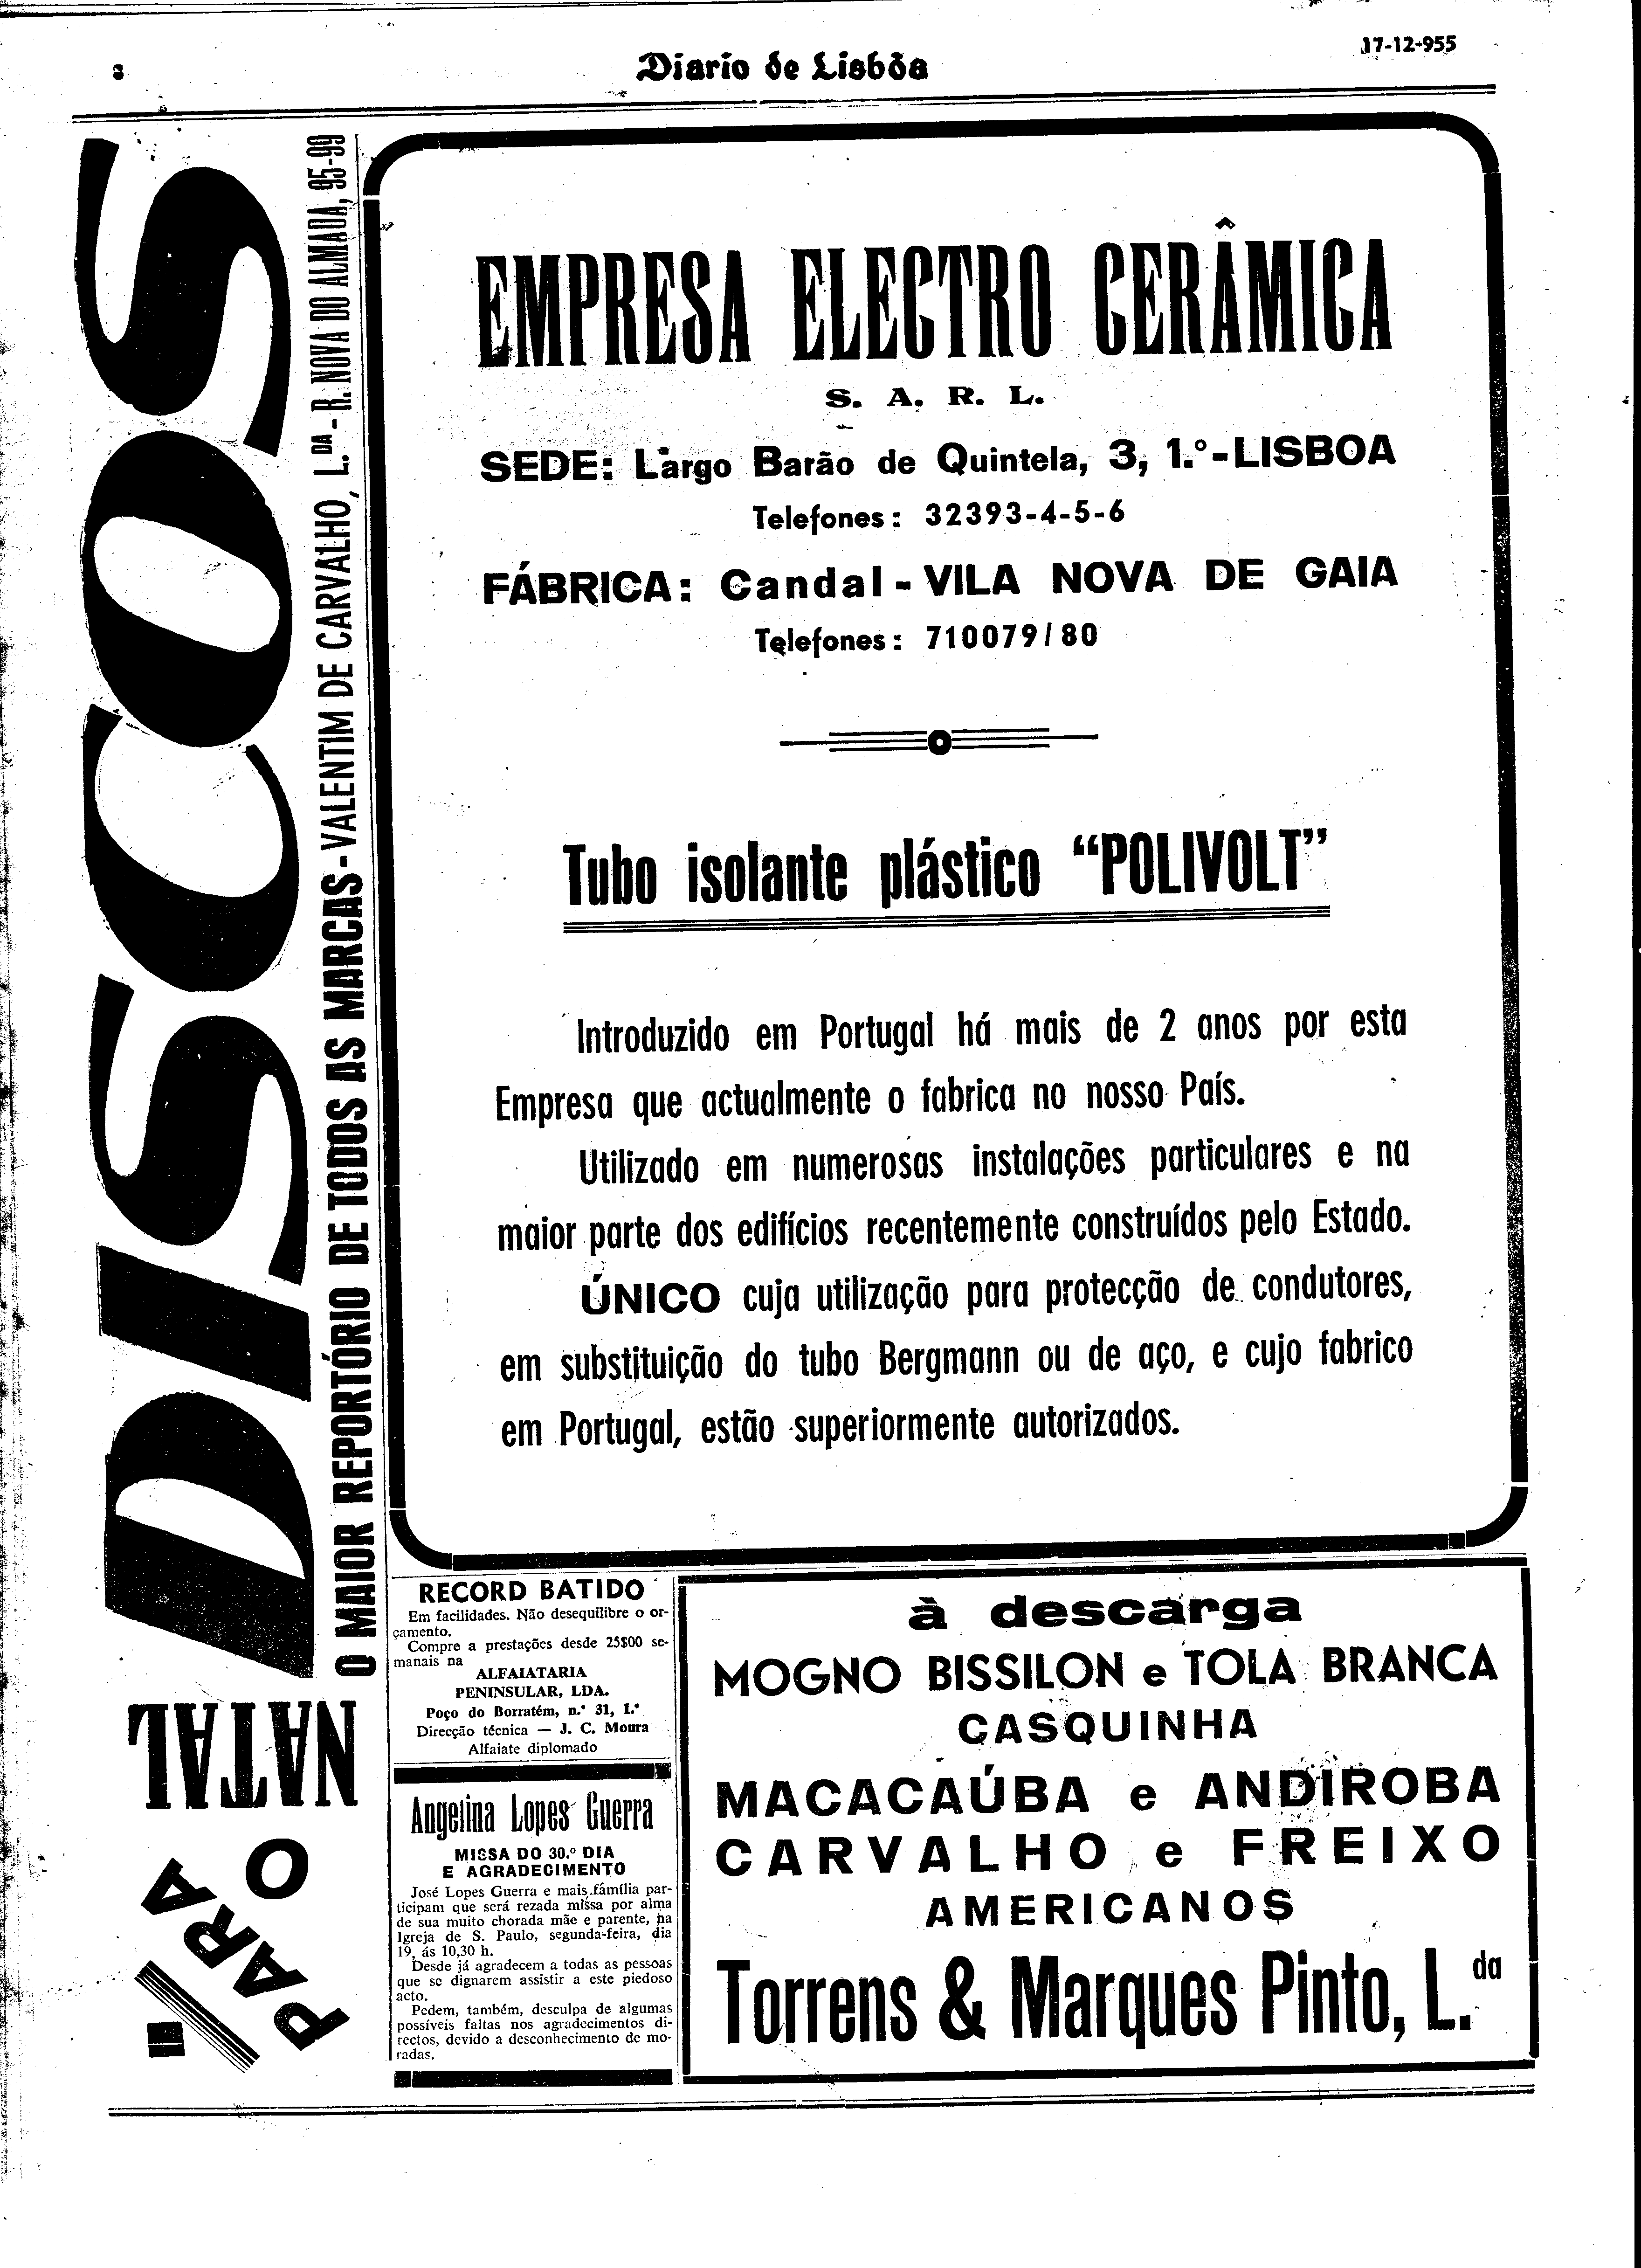 Diario de Lisbôa
17-12-955
PARA
O
NATAL
DISCOS
O MAIOR REPORTÓRIO DE TODOS AS MARCAS - VALENTIM DE CARVALHO, L.DA - R. NOVA DO ALMADA, 95-99
EMPRESA ELECTRO CERÂMICA
S. A. R. L.
SEDE: Largo Barão de Quintela, 3, 1.º - LISBOA
Telefones: 32393-4-5-6
FÁBRICA: Candal - VILA NOVA DE GAIA
Telefones: 710079/80
Tubo isolante plástico “POLIVOLT”
Introduzido em Portugal há mais de 2 anos por esta
Empresa que actualmente o fabrica no nosso País.
Utilizado em numerosas instalações particulares e na
maior parte dos edifícios recentemente construídos pelo Estado.
ÚNICO cuja utilização para protecção de condutores,
em substituição do tubo Bergmann ou de aço, e cujo fabrico
em Portugal, estão superiormente autorizados.
RECORD BATIDO
Em facilidades. Não desequilibre o or-
çamento.
Compre a prestações desde 25$00 se-
manais na
ALFAIATARIA
PENINSULAR, LDA.
Poço do Borratém, n.º 31, 1.º
Direcção técnica — J. C. Moura
Alfaiate diplomado
Angelina Lopes Guerra
MISSA DO 30.º DIA
E AGRADECIMENTO
José Lopes Guerra e mais família par-
ticipam que será rezada missa por alma
de sua muito chorada mãe e parente, na
Igreja de S. Paulo, segunda-feira, dia
19, ás 10,30 h.
Desde já agradecem a todas as pessoas
que se dignarem assistir a este piedoso
acto.
Pedem, também, desculpa de algumas
possíveis faltas nos agradecimentos di-
rectos, devido a desconhecimento de mo-
radas.
à descarga
MOGNO BISSILON e TOLA BRANCA
CASQUINHA
MACACAÚBA e ANDIROBA
CARVALHO e FREIXO
AMERICANOS
Torrens & Marques Pinto, L.da